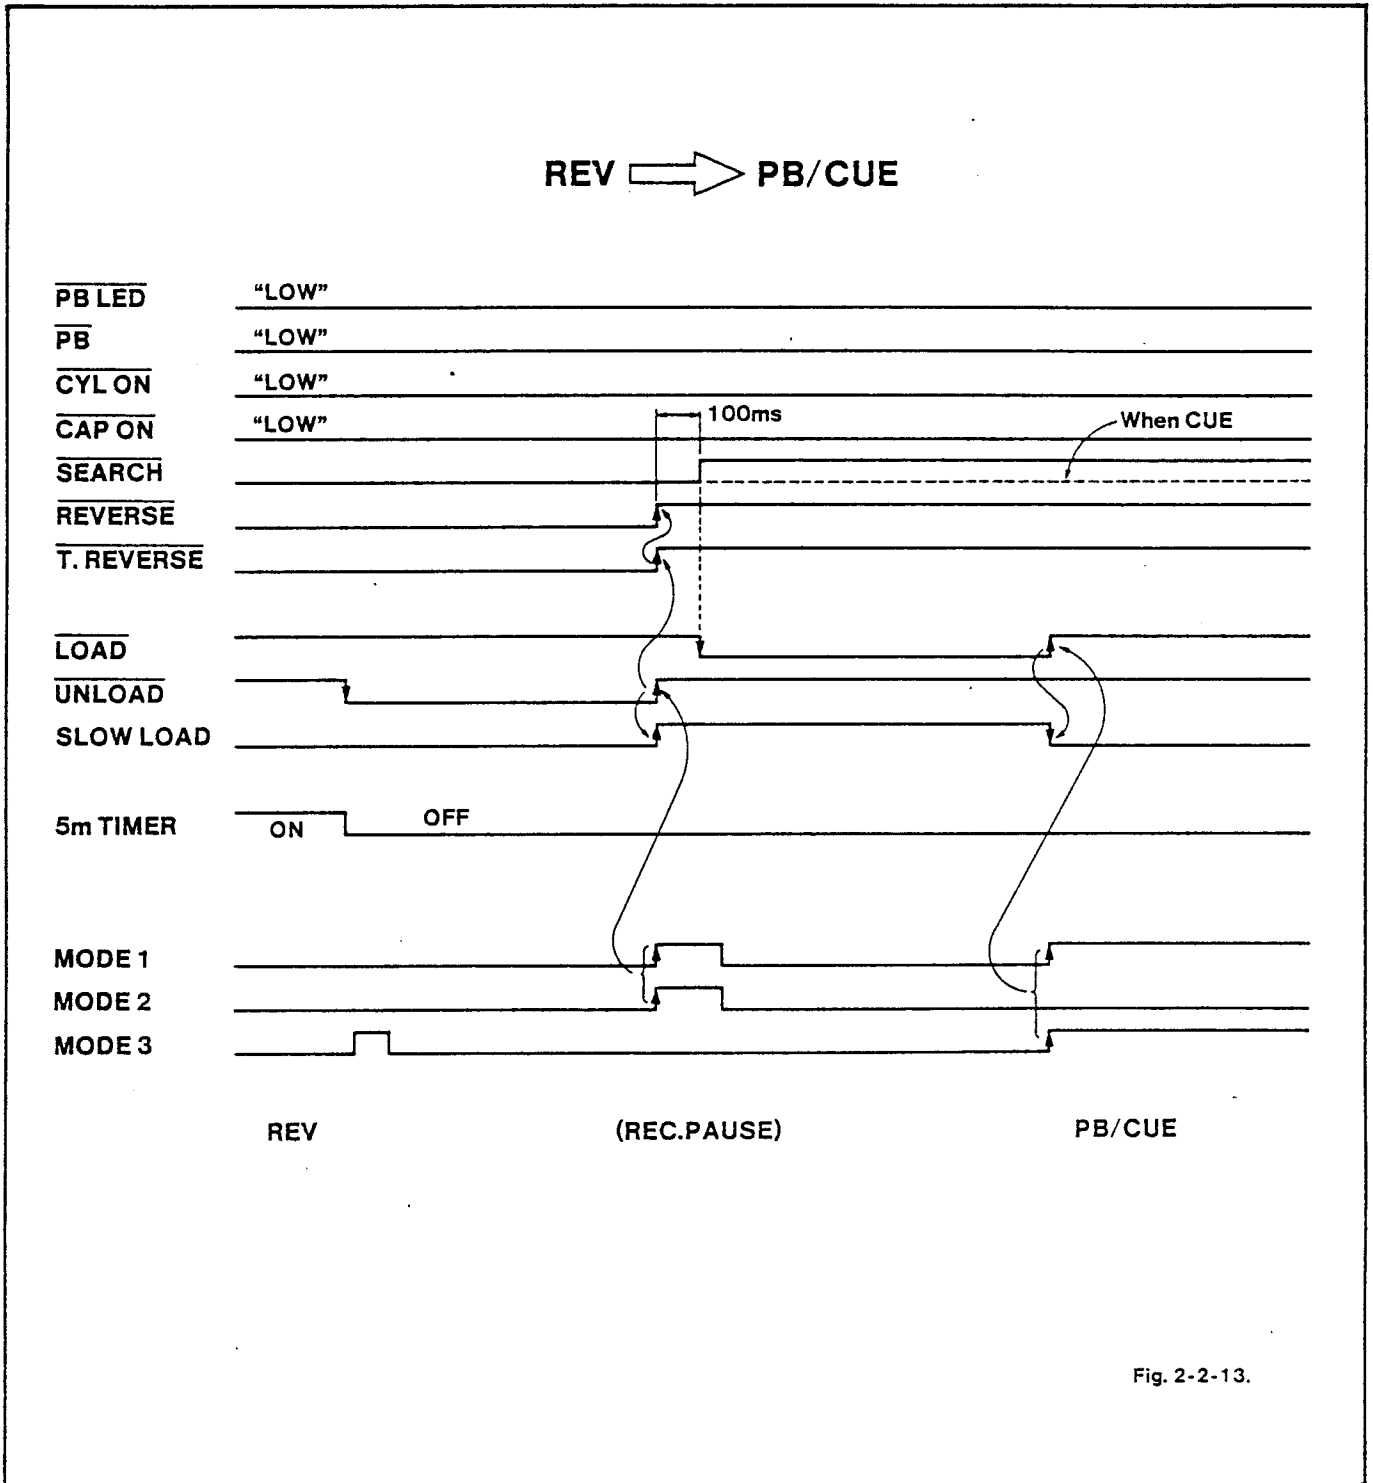 REV PB/CUE
PB LED "LOW"
PB "LOW"
CYL ON "LOW"
CAP ON "LOW"
100ms
When CUE
SEARCH
REVERSE
T. REVERSE
LOAD
UNLOAD
SLOW LOAD
5m TIMER ON OFF
MODE 1
MODE 2
MODE 3
REV (REC.PAUSE) PB/CUE
Fig. 2-2-13.